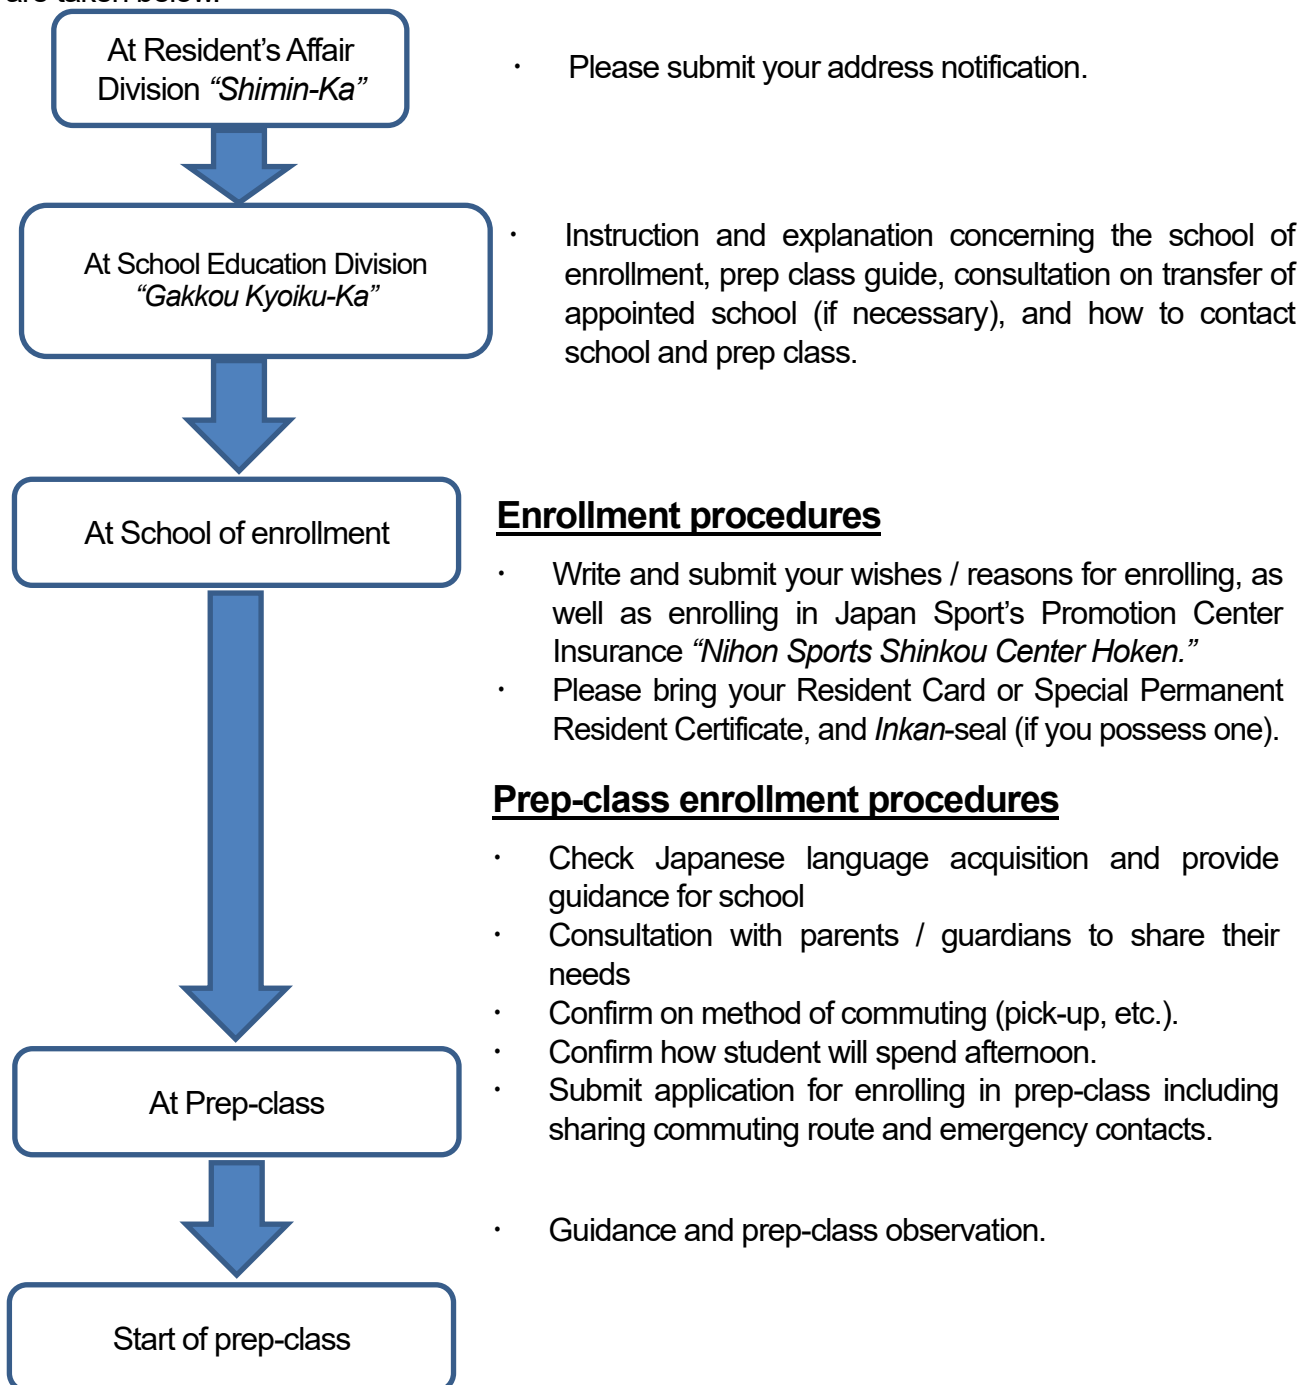 are taken below.
At Resident’s Affair
Division “Shimin-Ka”
・ Please submit your address notification.
At School Education Division
“Gakkou Kyoiku-Ka”
・ Instruction and explanation concerning the school of
enrollment, prep class guide, consultation on transfer of
appointed school (if necessary), and how to contact
school and prep class.
At School of enrollment
Enrollment procedures
・ Write and submit your wishes / reasons for enrolling, as
well as enrolling in Japan Sport’s Promotion Center
Insurance “Nihon Sports Shinkou Center Hoken.”
・ Please bring your Resident Card or Special Permanent
Resident Certificate, and Inkan-seal (if you possess one).
Prep-class enrollment procedures
・ Check Japanese language acquisition and provide
guidance for school
・ Consultation with parents / guardians to share their
needs
・ Confirm on method of commuting (pick-up, etc.).
・ Confirm how student will spend afternoon.
・ Submit application for enrolling in prep-class including
sharing commuting route and emergency contacts.
At Prep-class
・ Guidance and prep-class observation.
Start of prep-class